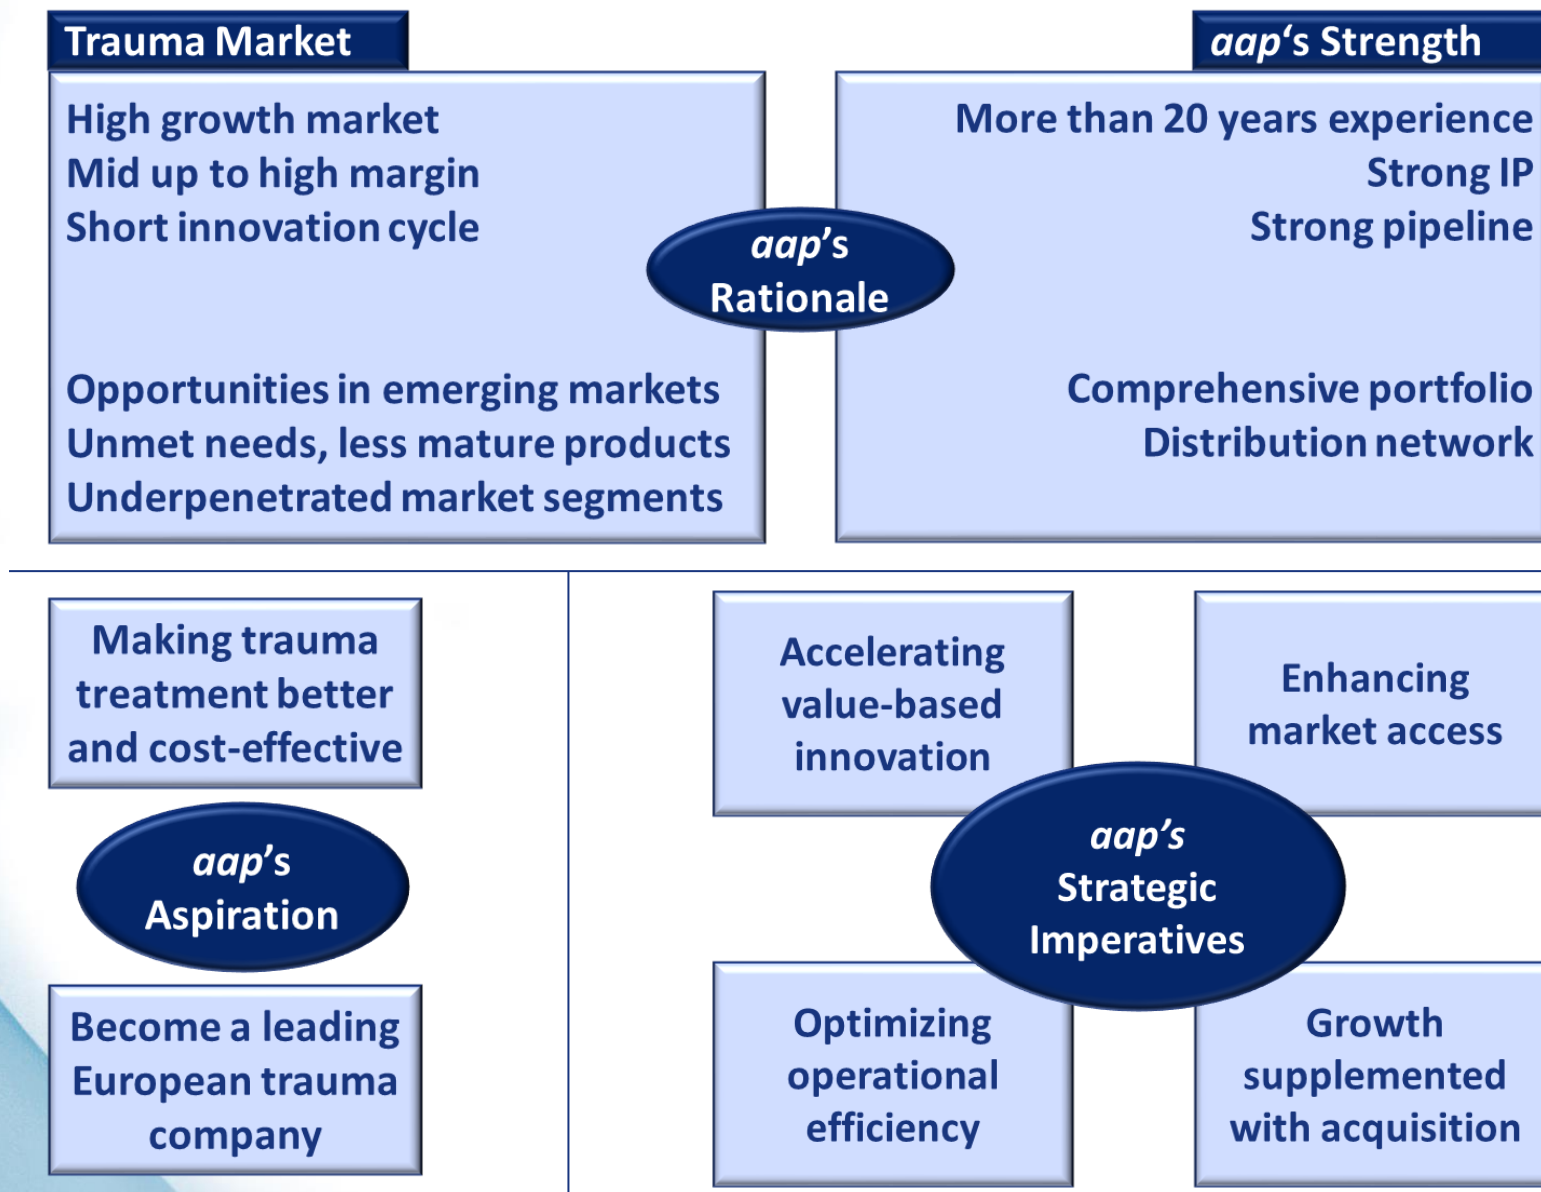 Trauma Market
High growth market
Mid up to high margin
Short innovation cycle
Opportunities in emerging markets
Unmet needs, less mature products
Underpenetrated market segments
aap's
Rationale
aap‘s Strength
More than 20 years experience
Strong IP
Strong pipeline
Comprehensive portfolio
Distribution network
Making trauma
treatment better
and cost-effective
aap's
Aspiration
Become a leading
European trauma
company
Accelerating
value-based
innovation
Enhancing
market access
aap's
Strategic
Imperatives
Optimizing
operational
efficiency
Growth
supplemented
with acquisition